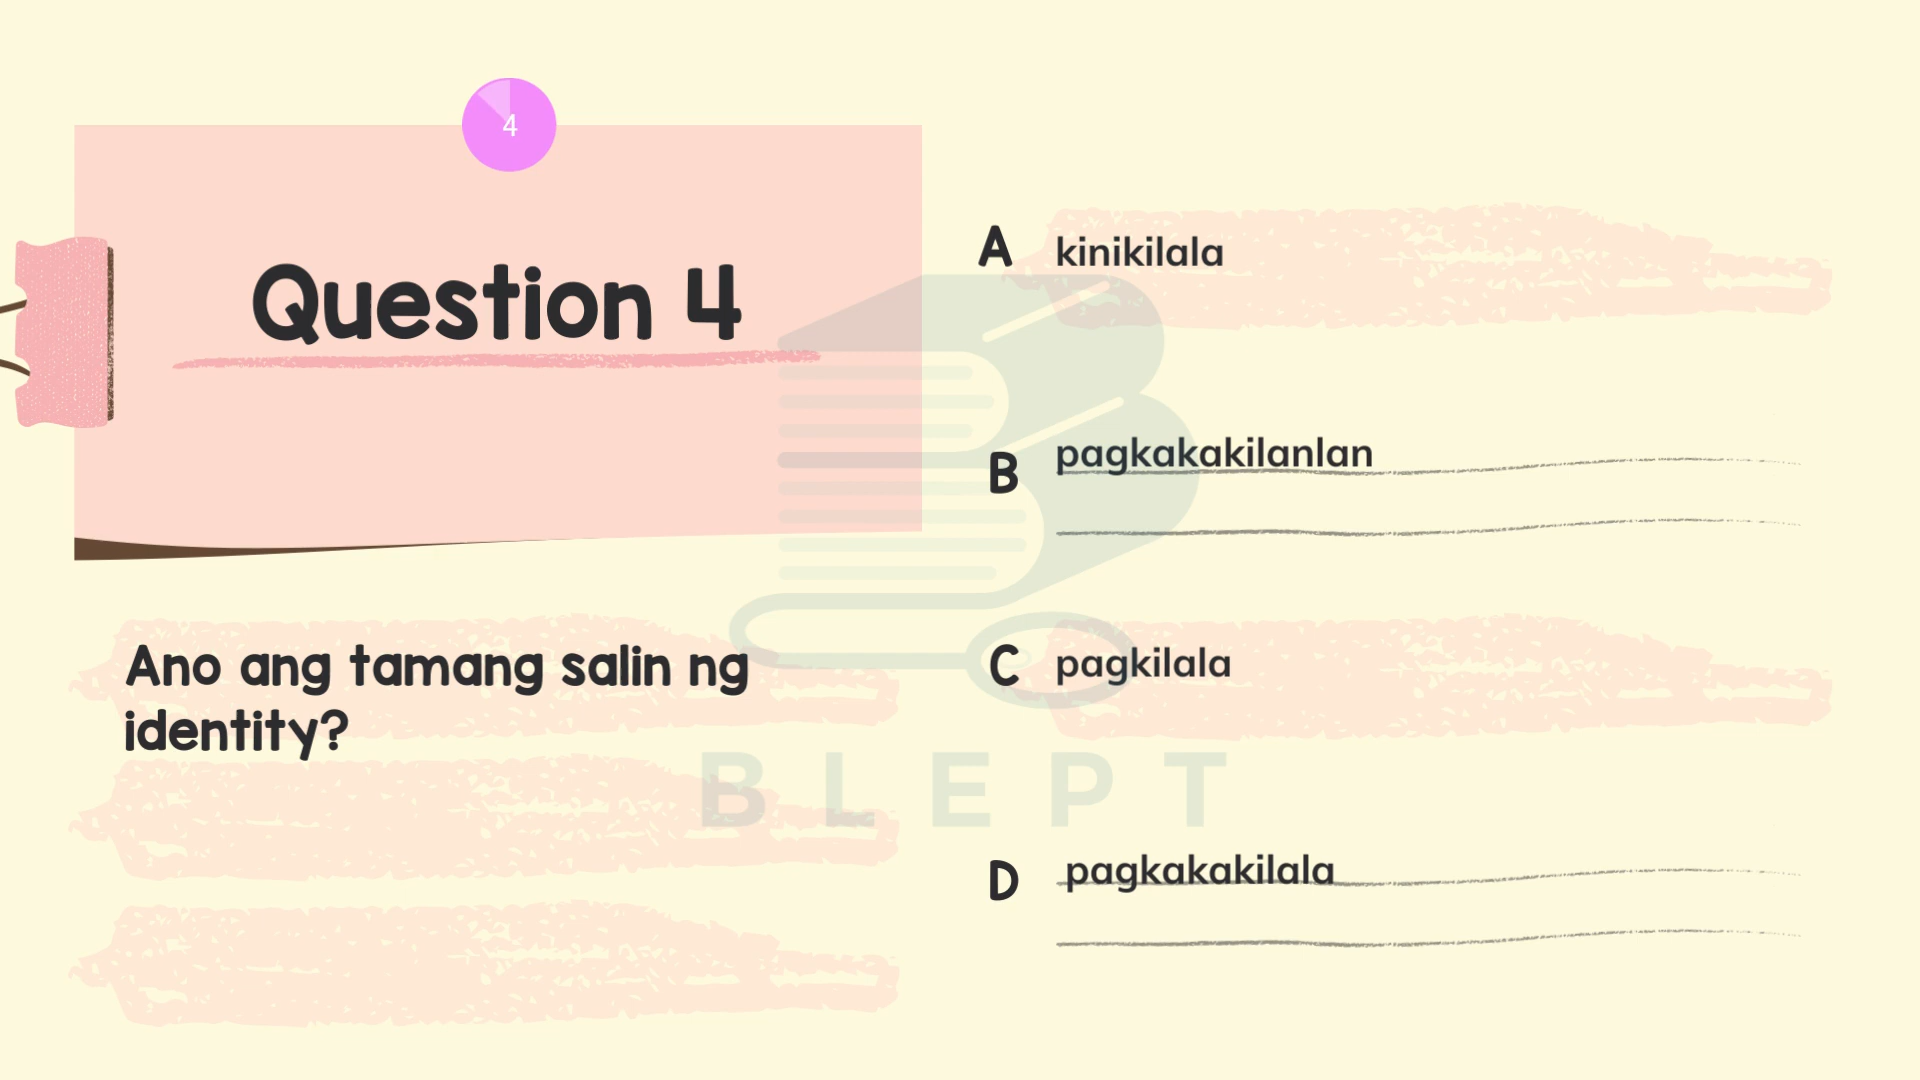 4
Question 4
Ano ang tamang salin ng
identity?
A kinikilala
B pagkakakilanlan
C pagkilala
D pagkakakilala
BLEPT